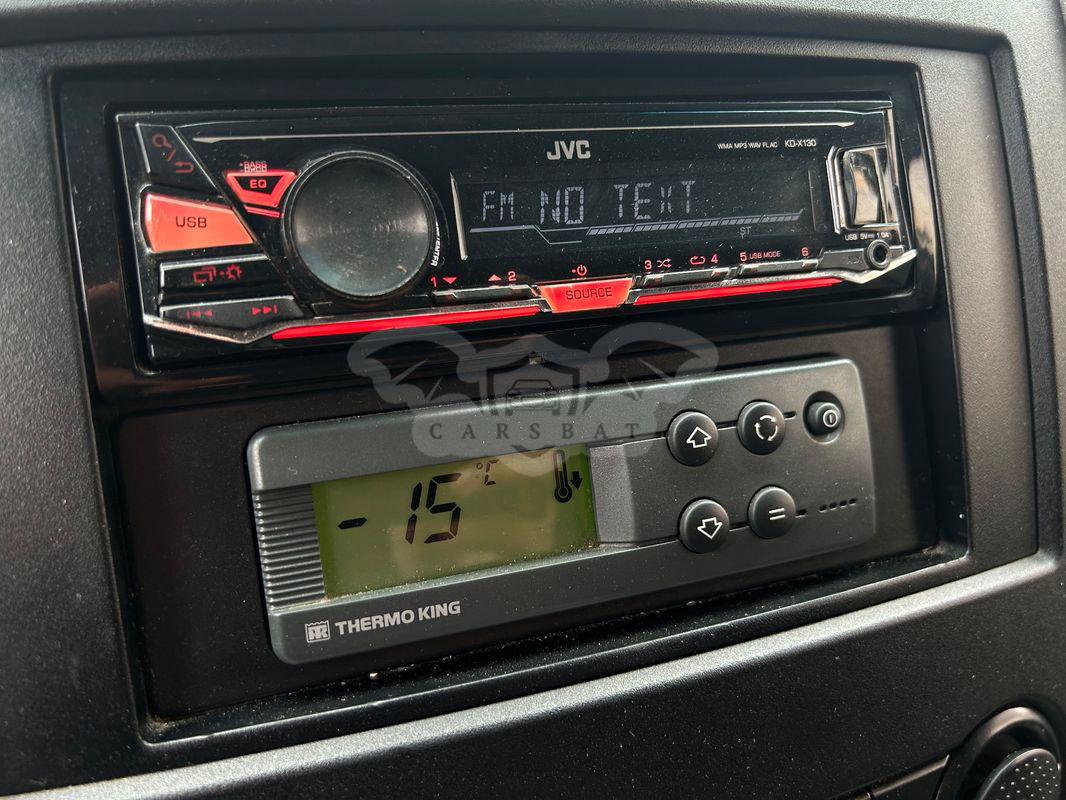 JVC
WMA MP3 WAV FLAC KD-X130
BASS
EQ
USB
FM NO TEXT
ST
USB 5V⎓ 1.0A
1 2 3 4 5 USB MODE 6
SOURCE
CARSBAT
-15 °C
THERMO KING